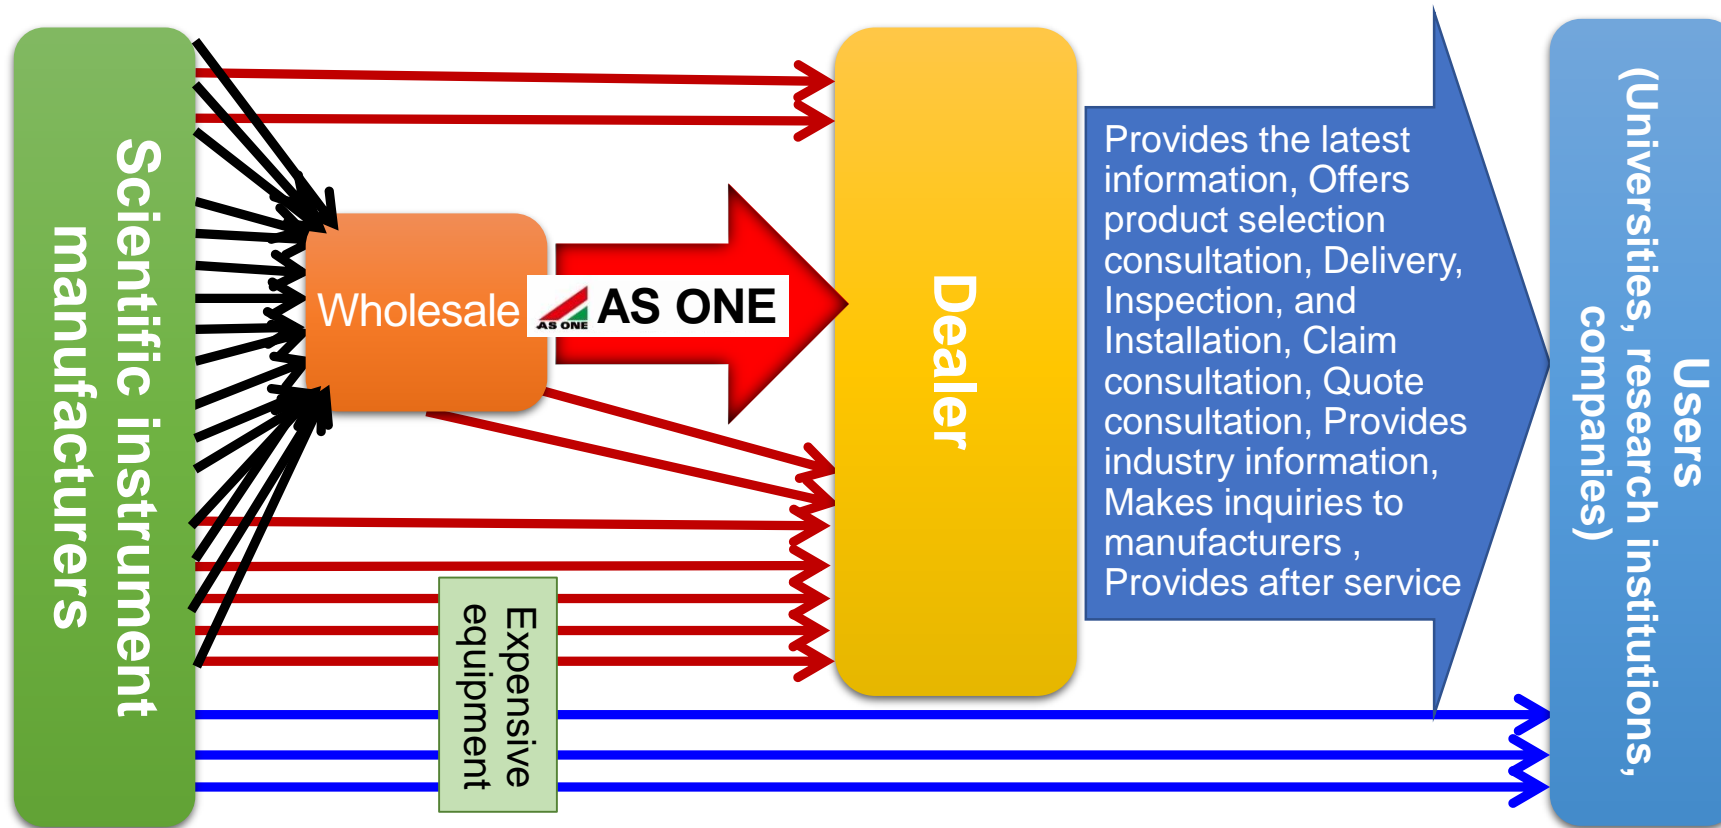 Scientific instrument
manufacturers
Wholesale
AS ONE
AS ONE
Expensive
equipment
Dealer
Provides the latest
information, Offers
product selection
consultation, Delivery,
Inspection, and
Installation, Claim
consultation, Quote
consultation, Provides
industry information,
Makes inquiries to
manufacturers ,
Provides after service
Users
(Universities, research institutions,
companies)